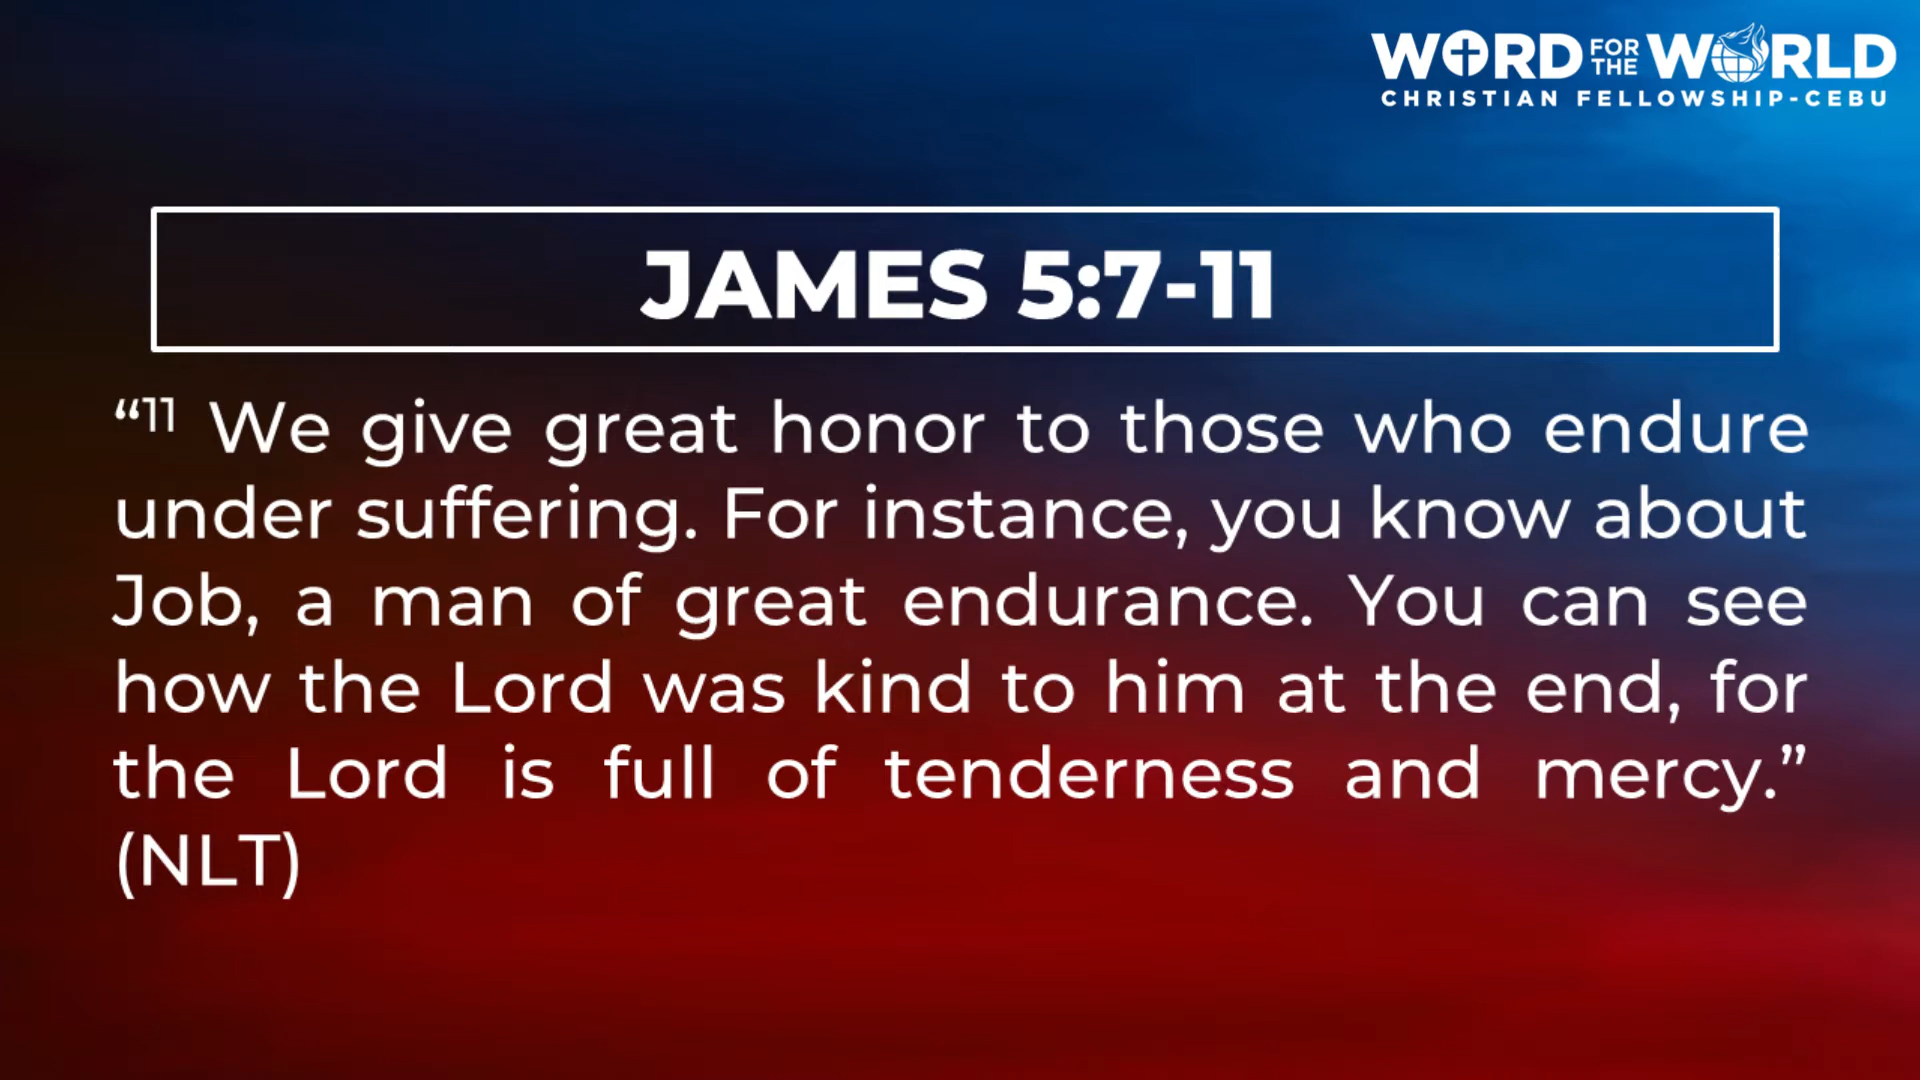 WORD FOR THE WORLD
CHRISTIAN FELLOWSHIP-CEBU
JAMES 5:7-11
“11 We give great honor to those who endure
under suffering. For instance, you know about
Job, a man of great endurance. You can see
how the Lord was kind to him at the end, for
the Lord is full of tenderness and mercy.”
(NLT)